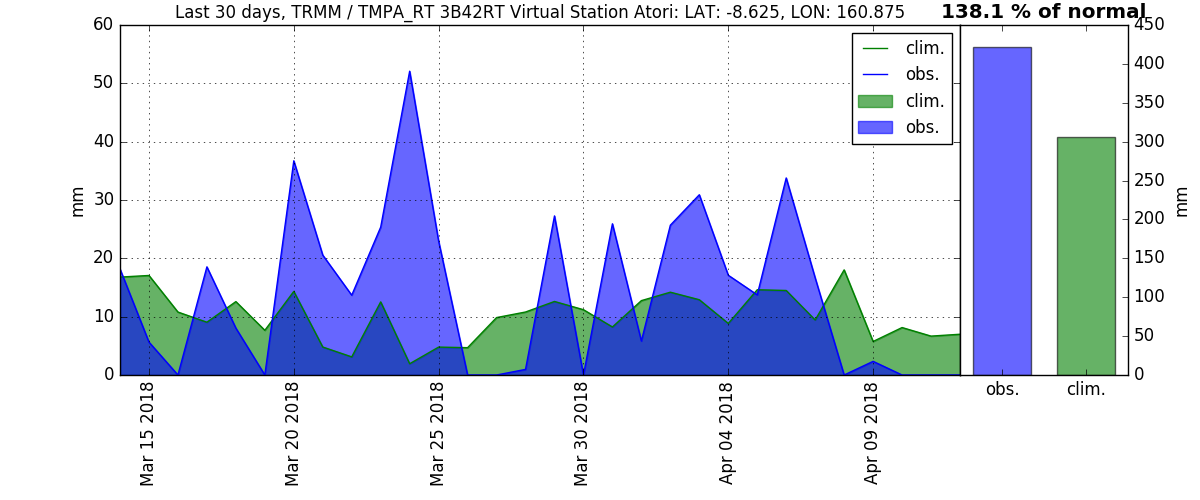 Last 30 days, TRMM / TMPA_RT 3B42RT Virtual Station Atori: LAT: -8.625, LON: 160.875
138.1 % of normal
60
50
40
30
20
10
0
mm
clim.
obs.
clim.
obs.
450
400
350
300
250
200
150
100
50
0
mm
Mar 15 2018
Mar 20 2018
Mar 25 2018
Mar 30 2018
Apr 04 2018
Apr 09 2018
obs.
clim.